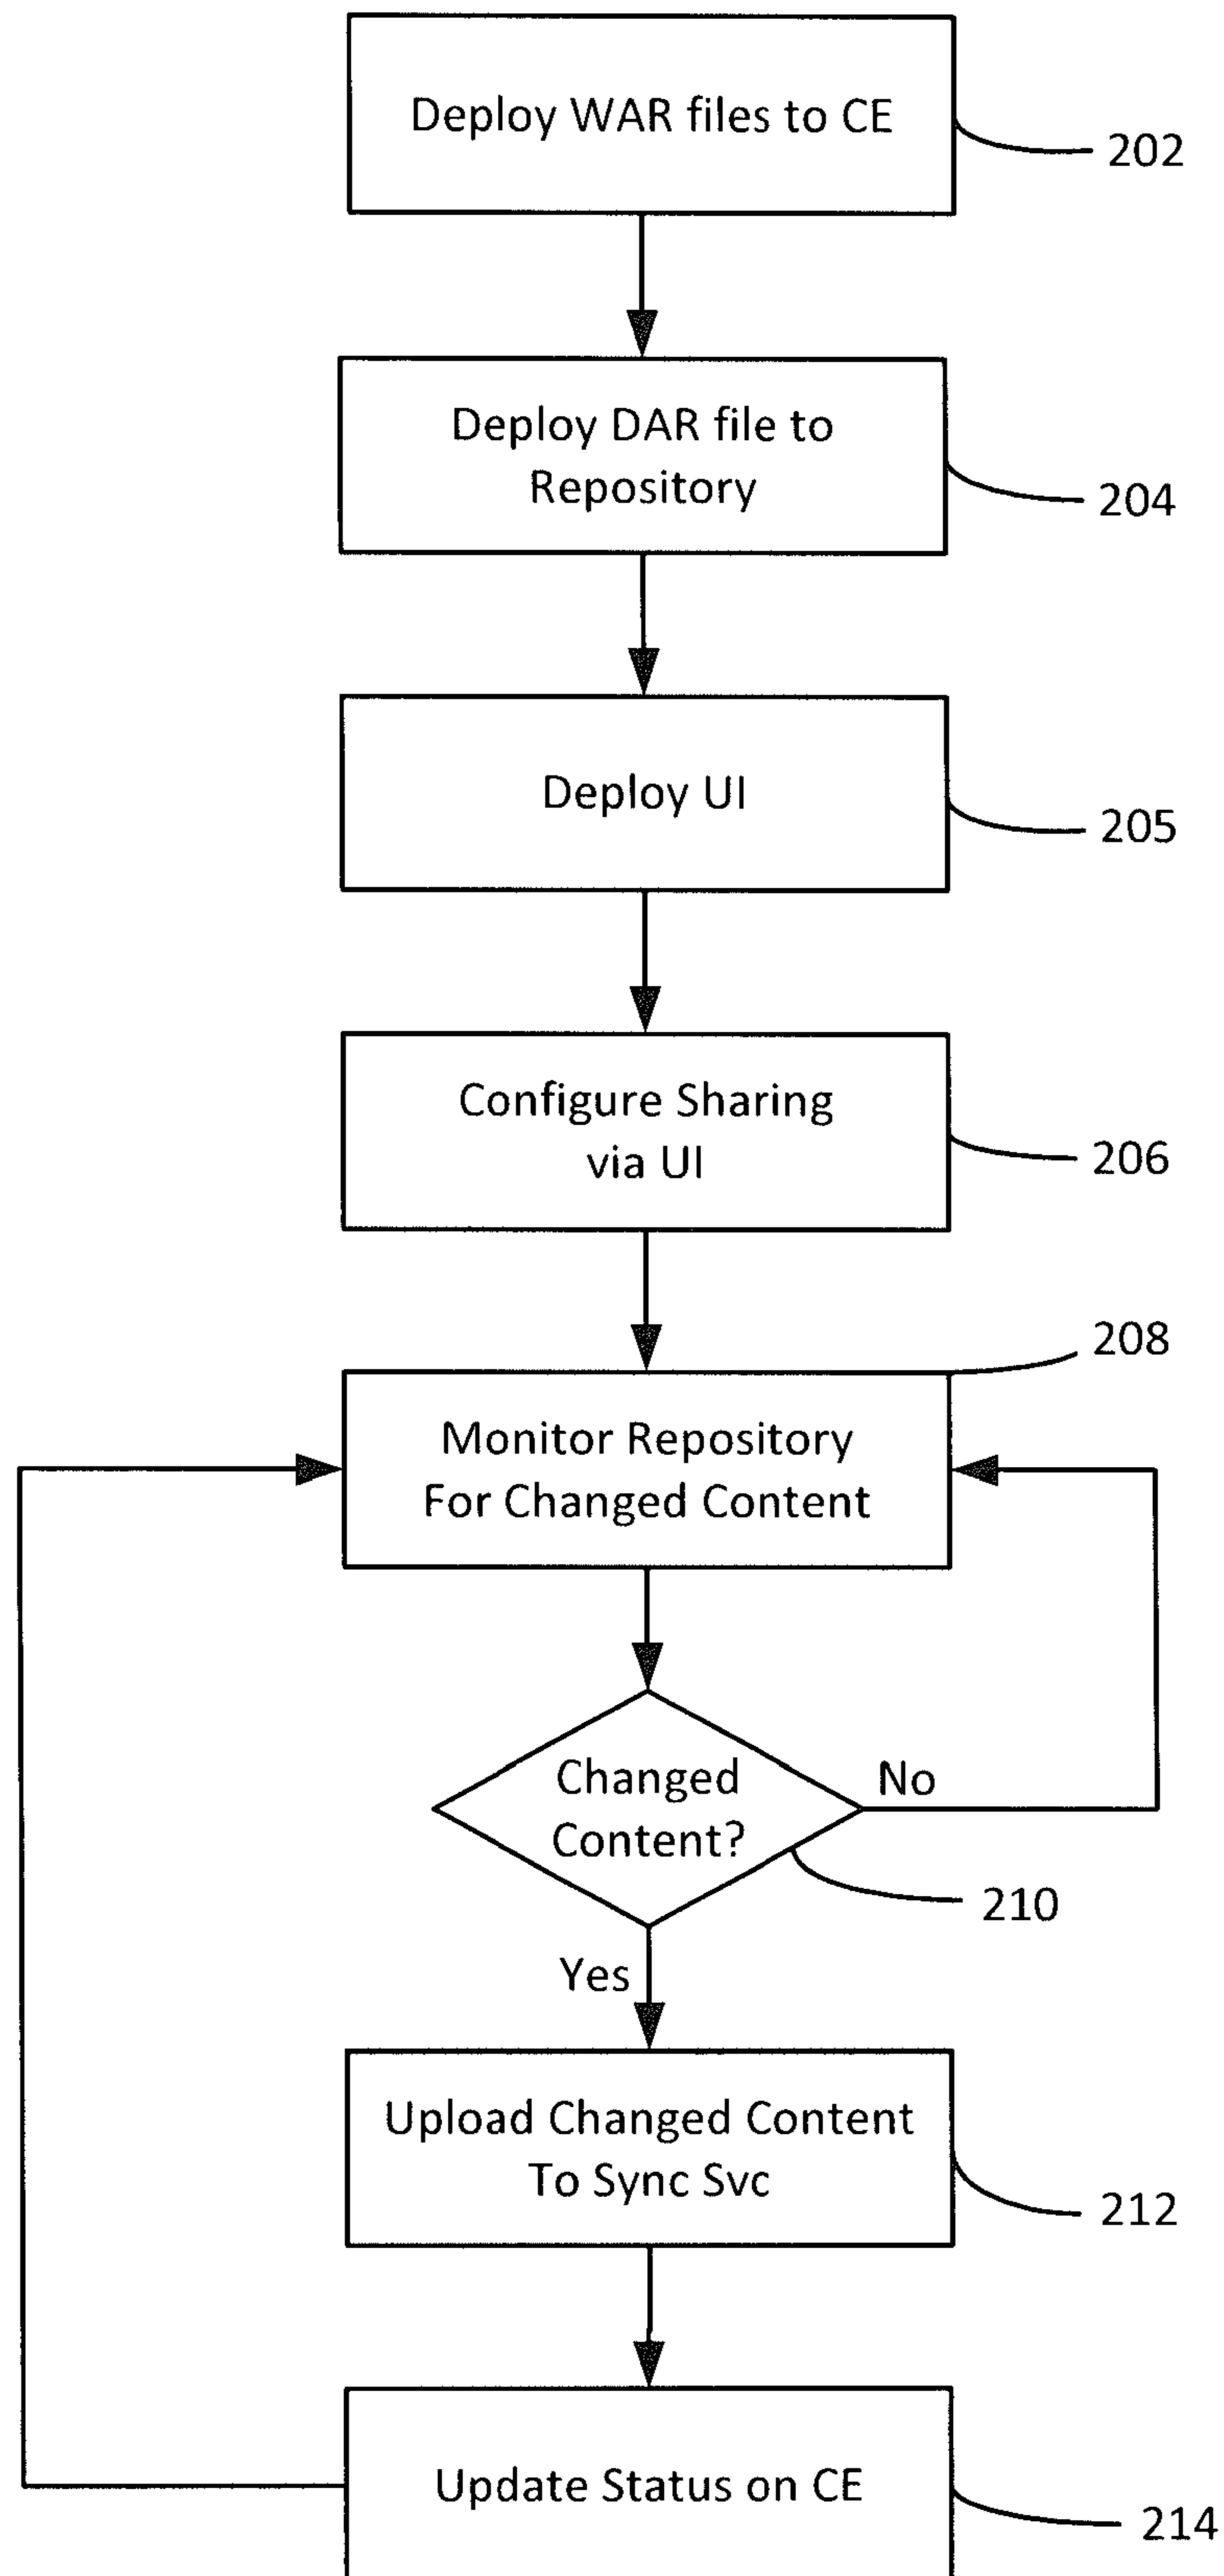 Deploy WAR files to CE
202
Deploy DAR file to
Repository
204
Deploy UI
205
Configure Sharing
via UI
206
208
Monitor Repository
For Changed Content
Changed
Content?
No
210
Yes
Upload Changed Content
To Sync Svc
212
Update Status on CE
214